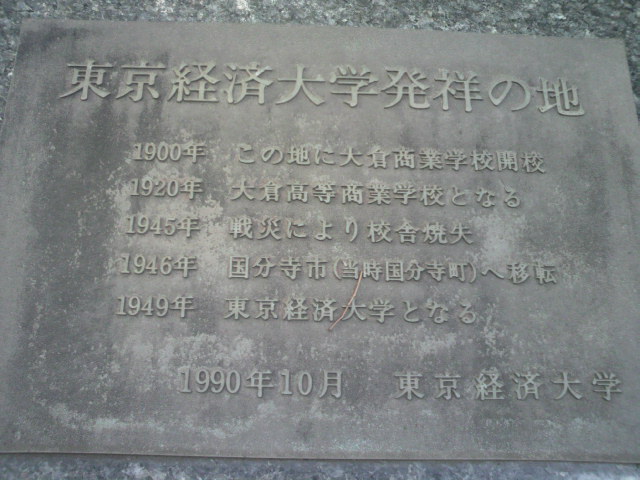 東京経済大学発祥の地
1900年 この地に大倉商業学校開校
1920年 大倉高等商業学校となる
1945年 戦災により校舎焼失
1946年 国分寺市(当時国分寺町)へ移転
1949年 東京経済大学となる
1990年10月 東京経済大学